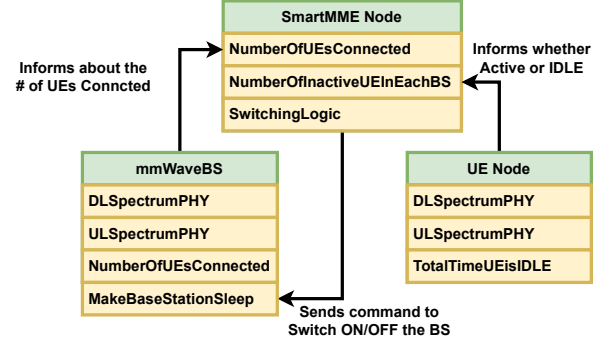 SmartMME Node
NumberOfUEsConnected
NumberOfInactiveUEInEachBS
SwitchingLogic
Informs about the
# of UEs Conncted
Informs whether
Active or IDLE
mmWaveBS
DLSpectrumPHY
ULSpectrumPHY
NumberOfUEsConnected
MakeBaseStationSleep
UE Node
DLSpectrumPHY
ULSpectrumPHY
TotalTimeUEisIDLE
Sends command to
Switch ON/OFF the BS